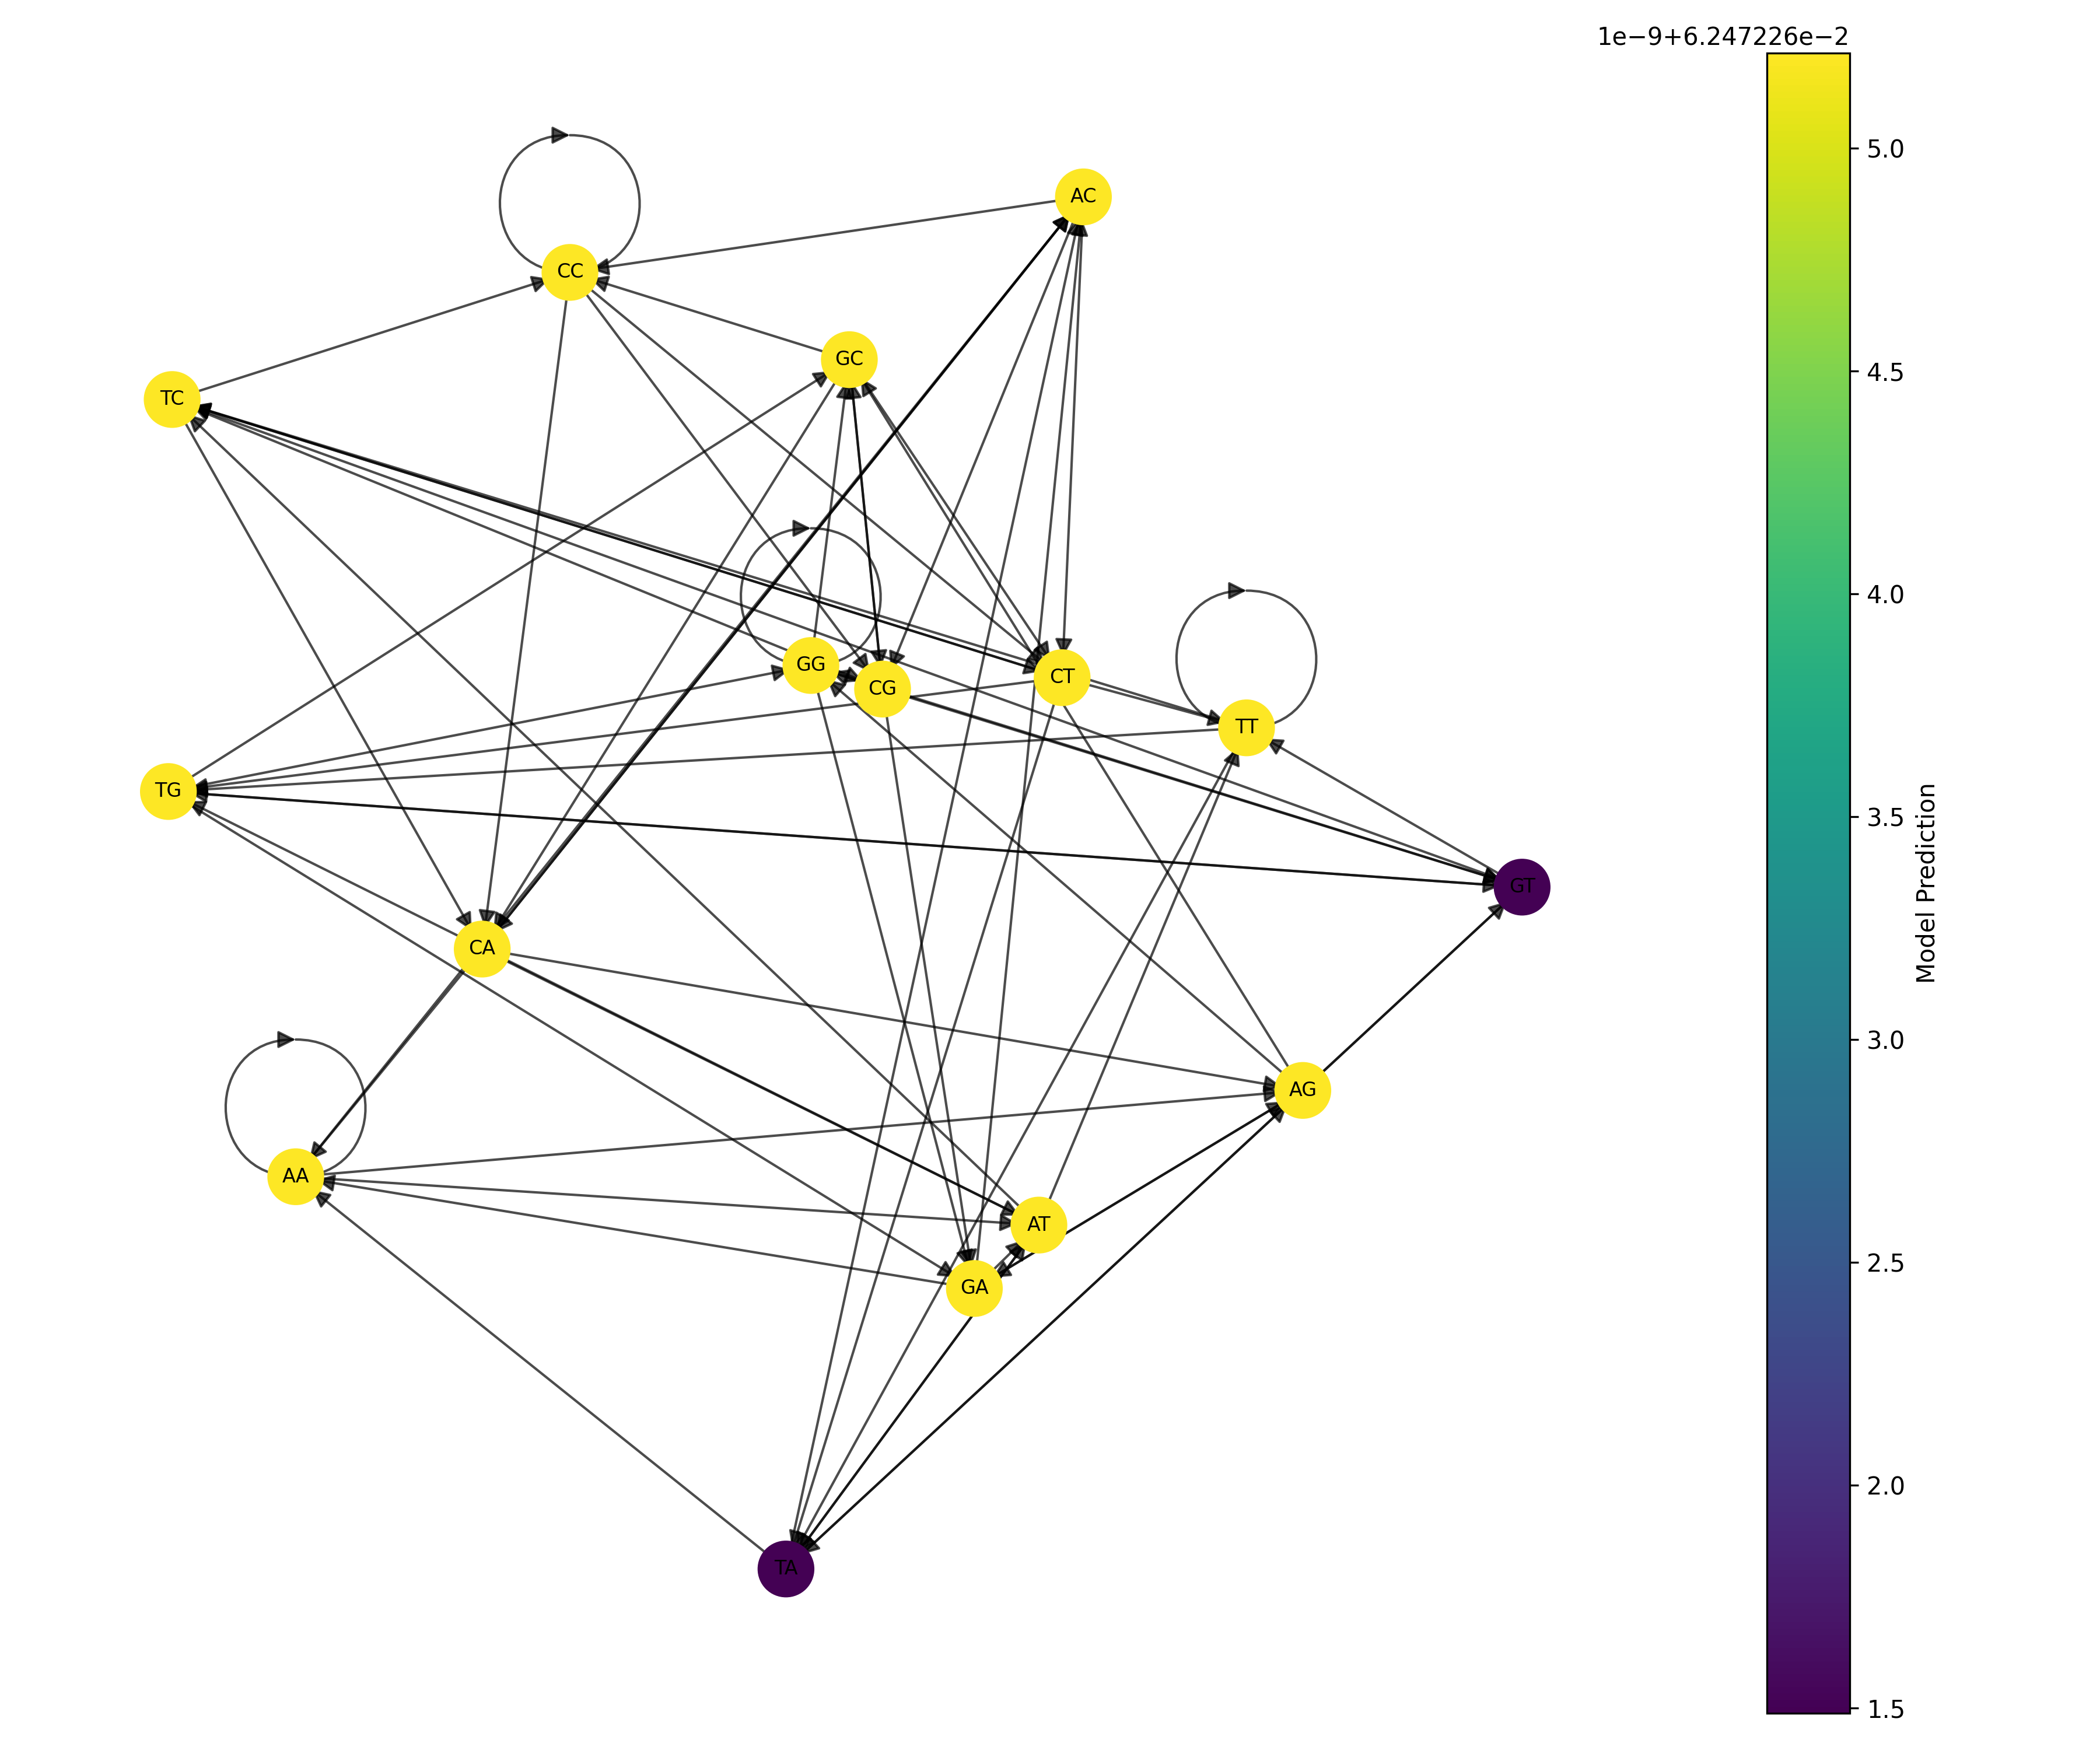 1e−9+6.247226e−2
AC
CC
GC
TC
GG
CG
CT
TT
TG
GT
CA
AG
AA
AT
GA
TA
5.0
4.5
4.0
3.5
3.0
2.5
2.0
1.5
Model Prediction